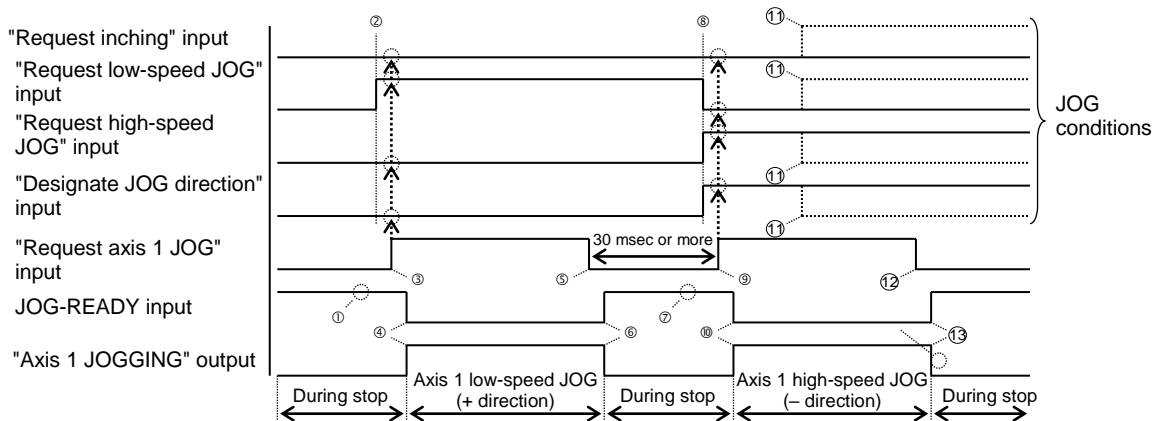 ② ⑧ ⑪
"Request inching" input
"Request low-speed JOG"
input
⑪
"Request high-speed
JOG" input
JOG
conditions
⑪
"Designate JOG direction"
input
⑪
"Request axis 1 JOG"
input
30 msec or more
③ ⑤ ⑨ ⑫
JOG-READY input
① ⑦
④ ⑥ ⑩ ⑬
"Axis 1 JOGGING" output
During stop
Axis 1 low-speed JOG
(+ direction)
During stop
Axis 1 high-speed JOG
(– direction)
During stop